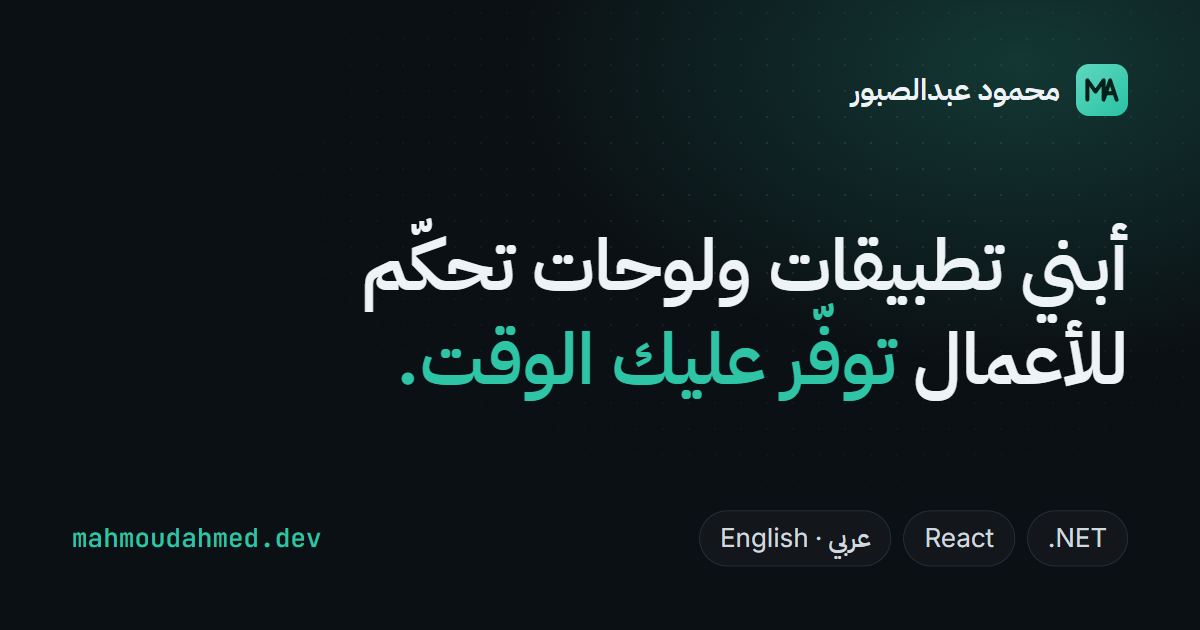 MA محمود عبدالصبور
أبني تطبيقات ولوحات تحكّم
للأعمال توفّر عليك الوقت.
.NET
React
عربي · English
mahmoudahmed.dev